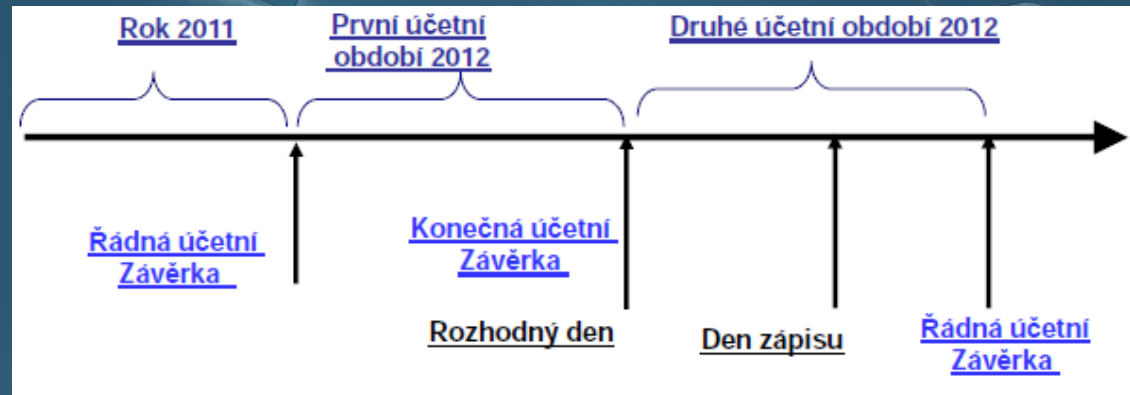 Rok 2011
První účetní
období 2012
Druhé účetní období 2012
Řádná účetní
Závěrka
Konečná účetní
Závěrka
Rozhodný den
Den zápisu
Řádná účetní
Závěrka